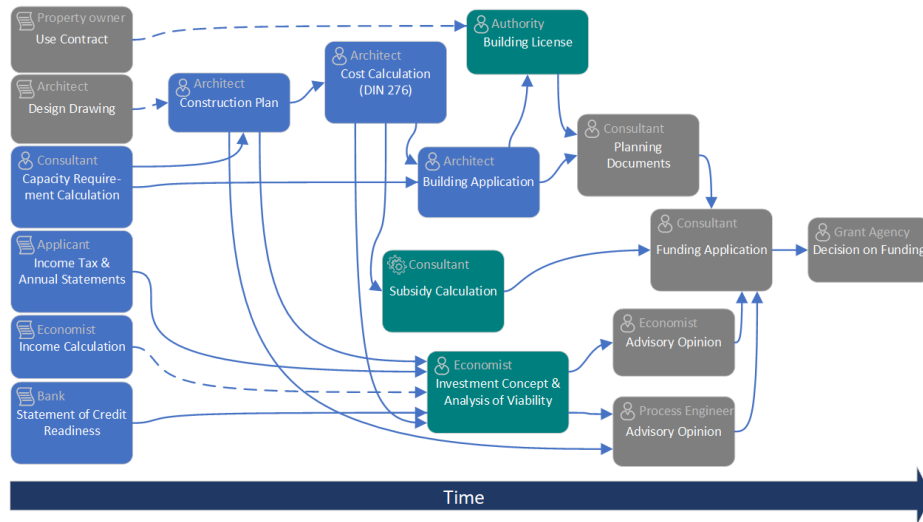 Property owner
Use Contract
Architect
Design Drawing
Consultant
Capacity Require-
ment Calculation
Applicant
Income Tax &
Annual Statements
Economist
Income Calculation
Bank
Statement of Credit
Readiness
Architect
Construction Plan
Architect
Cost Calculation
(DIN 276)
Authority
Building License
Architect
Building Application
Consultant
Subsidy Calculation
Economist
Investment Concept &
Analysis of Viability
Consultant
Planning
Documents
Consultant
Funding Application
Economist
Advisory Opinion
Process Engineer
Advisory Opinion
Grant Agency
Decision on Funding
Time